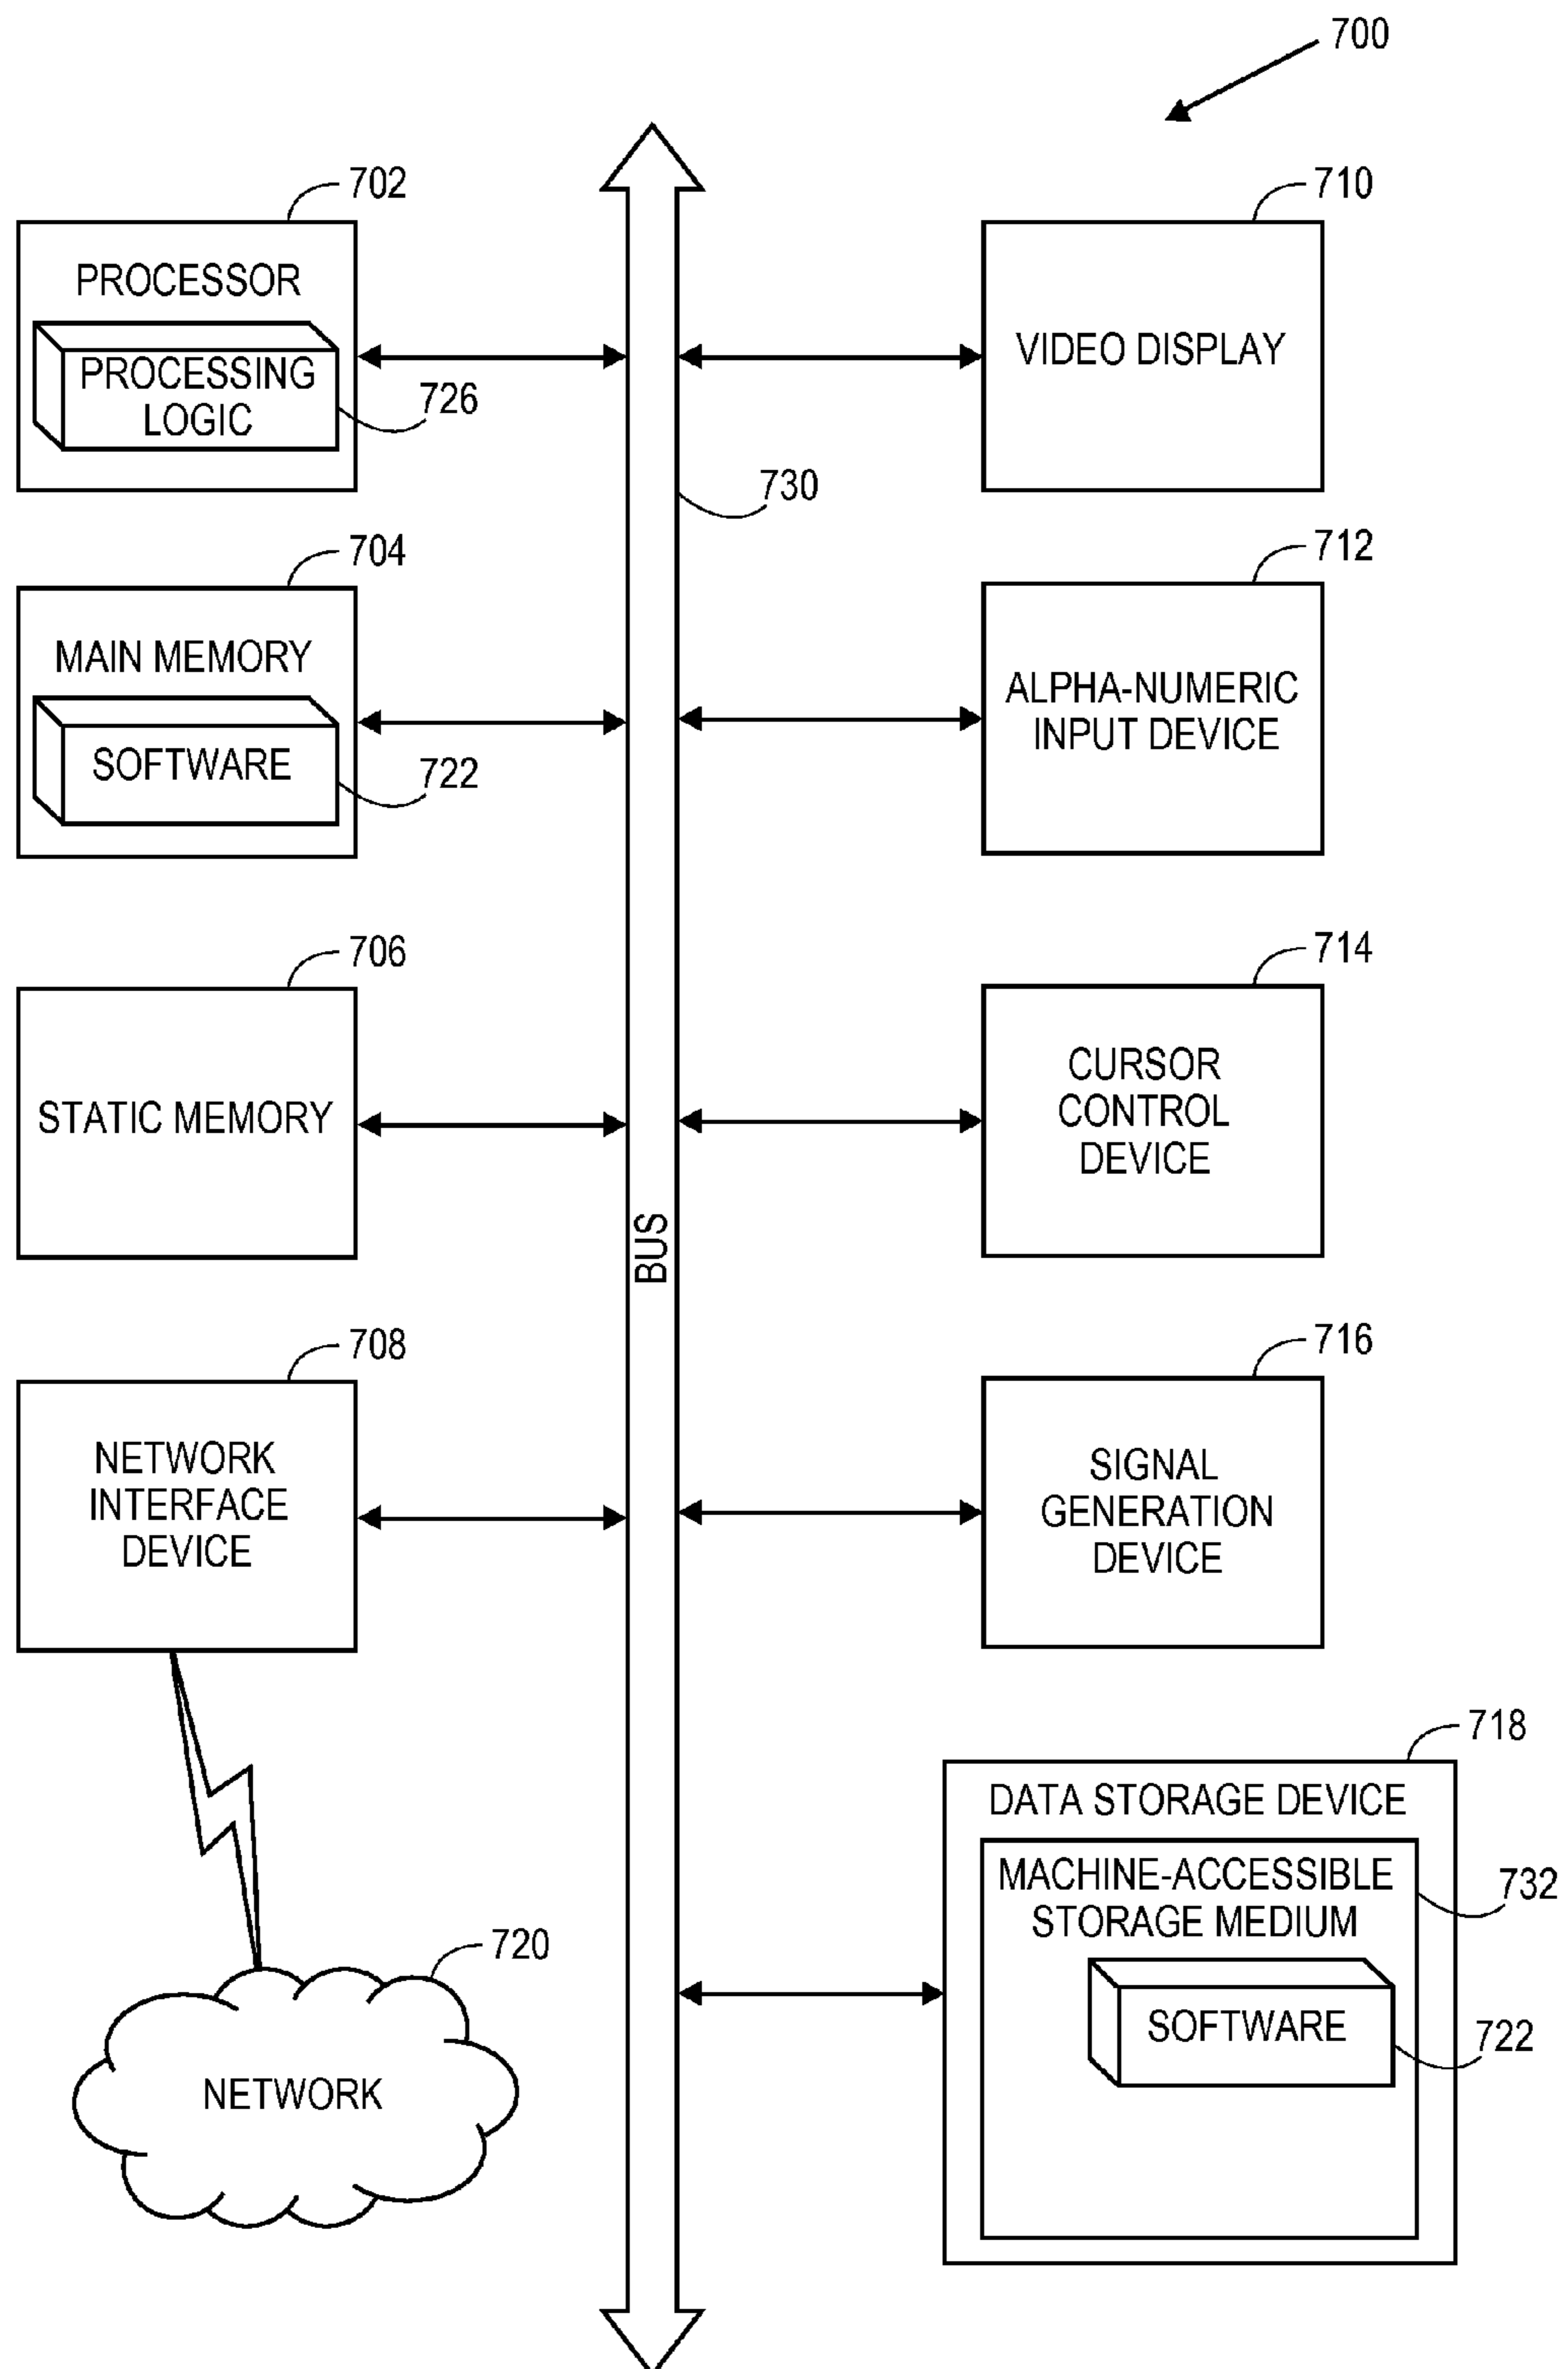 700
702
PROCESSOR
PROCESSING
LOGIC
726
710
VIDEO DISPLAY
730
704
MAIN MEMORY
SOFTWARE
722
712
ALPHA-NUMERIC
INPUT DEVICE
706
STATIC MEMORY
714
CURSOR
CONTROL
DEVICE
BUS
708
NETWORK
INTERFACE
DEVICE
716
SIGNAL
GENERATION
DEVICE
718
DATA STORAGE DEVICE
MACHINE-ACCESSIBLE
STORAGE MEDIUM
732
SOFTWARE
722
720
NETWORK